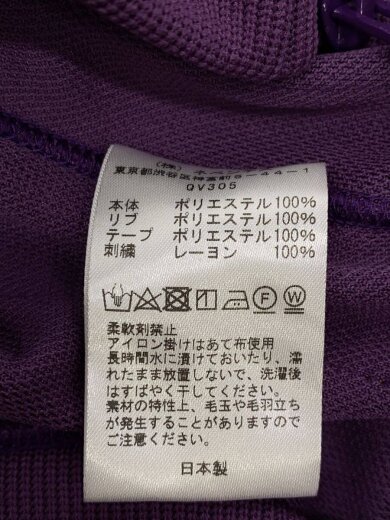 東京都渋谷区神宮前6-44-1
QV305
本体 ポリエステル100%
リブ ポリエステル100%
テープ ポリエステル100%
刺繍 レーヨン 100%
F W
柔軟剤禁止
アイロン掛けはあて布使用
長時間水に漬けておいたり、濡
れたまま放置しないで、洗濯後
はすばやく干してください。
素材の特性上、毛玉や毛羽立ち
が発生することがありますので
ご注意ください。
日本製